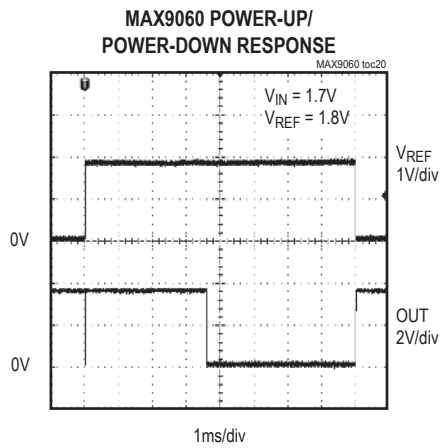 MAX9060 POWER-UP/
POWER-DOWN RESPONSE
MAX9060 toc20
VIN = 1.7V
VREF = 1.8V
VREF
1V/div
0V
OUT
2V/div
0V
1ms/div